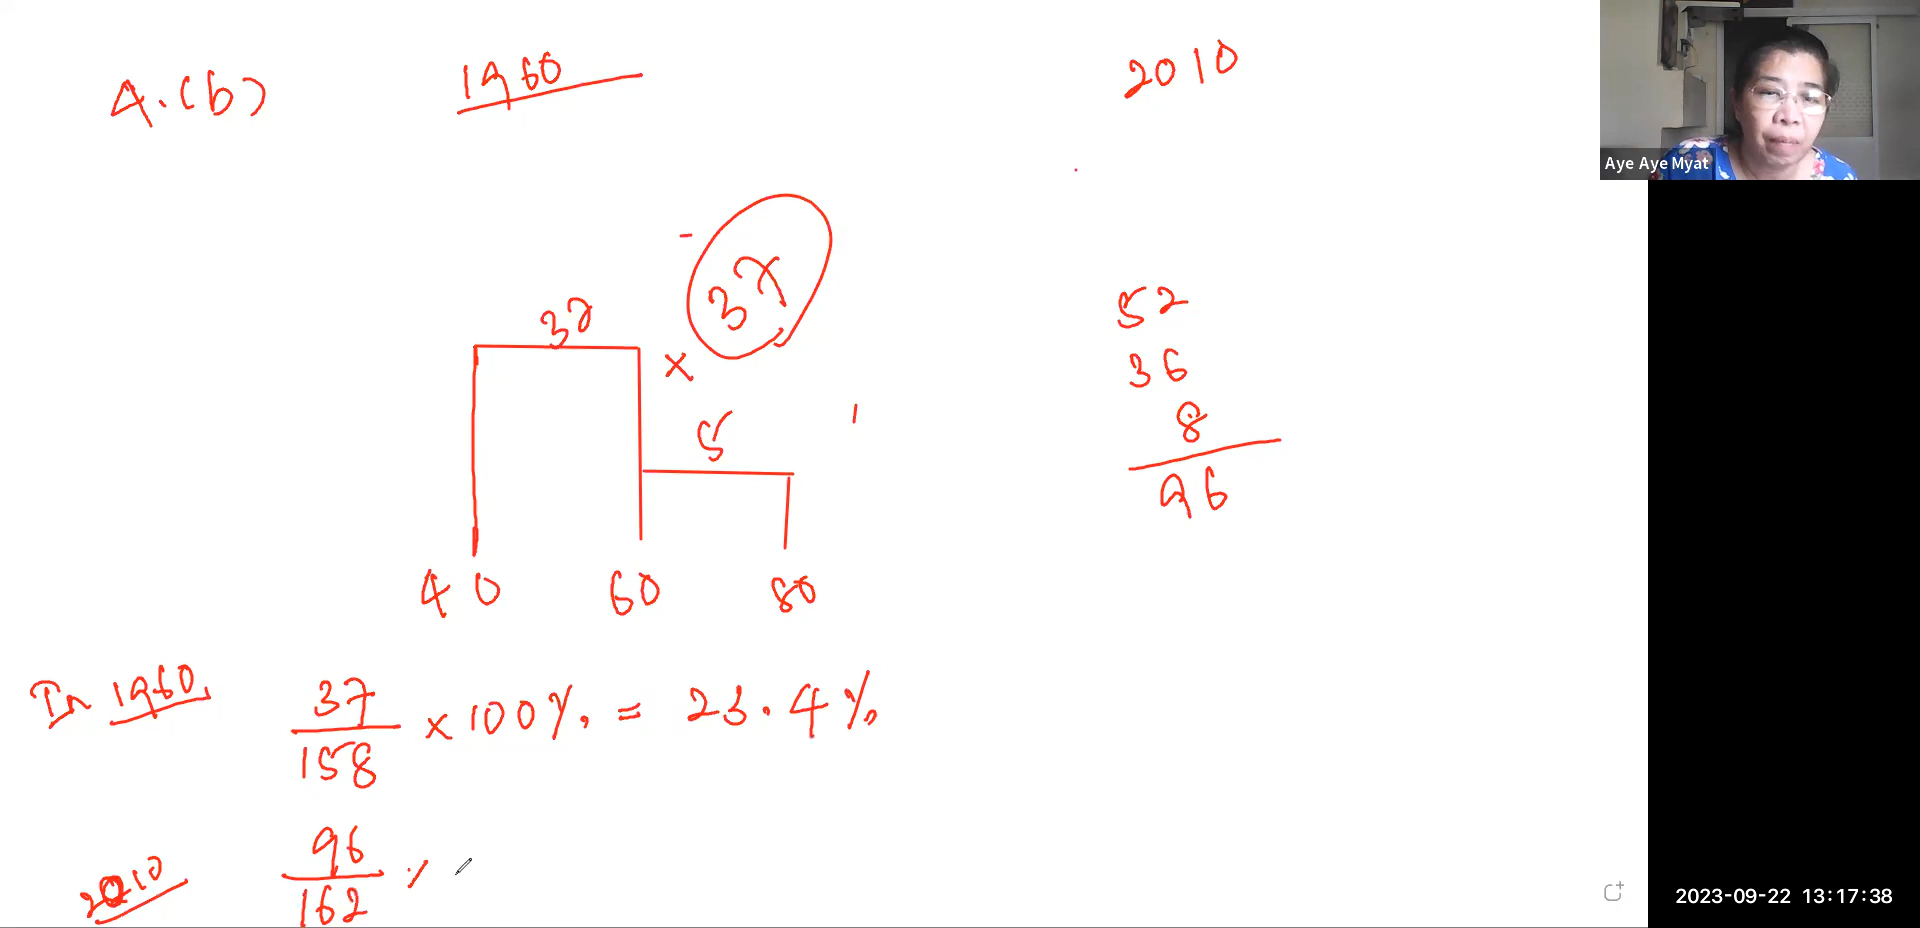 4.(b)
1960
2010
Aye Aye Myat
37
32
x
5
40 60 80
52
36
8
96
In 1960, 37/158 x 100% = 23.4%
2010 96/162
2023-09-22 13:17:38